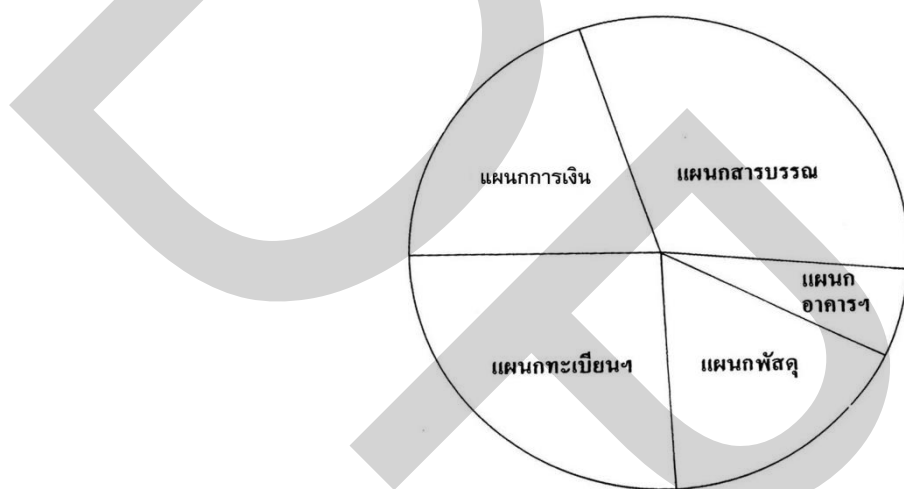 แผนกการเงิน
แผนกสารบรรณ
แผนก
อาคารฯ
แผนกทะเบียนฯ
แผนกพัสดุ